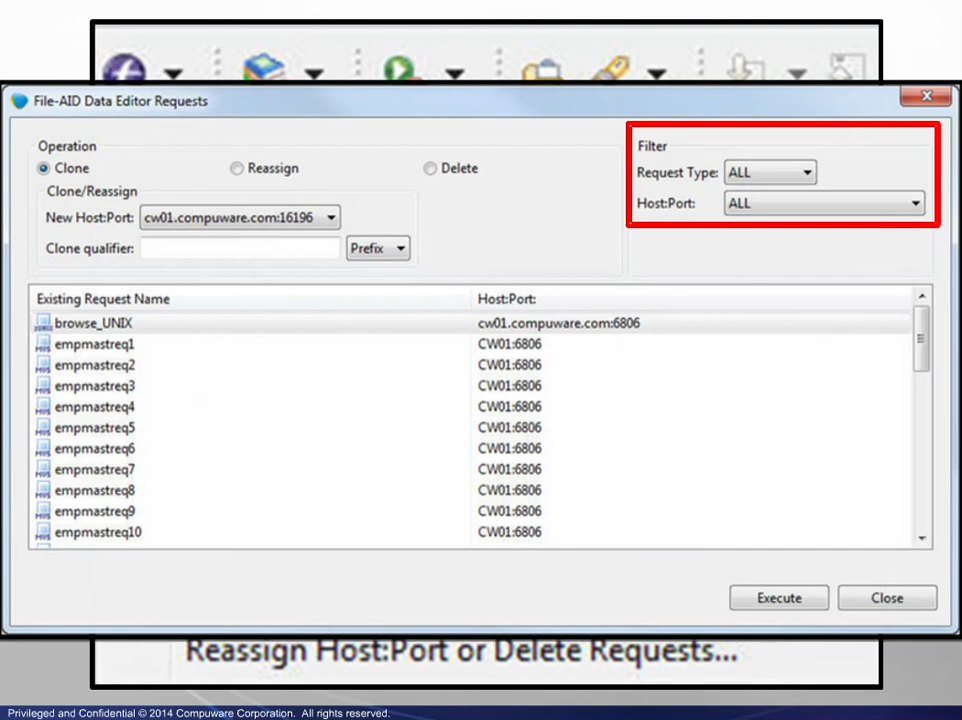 File-AID Data Editor Requests
Operation
Clone
Reassign
Delete
Clone/Reassign
New Host:Port: cw01.compuware.com:16196
Clone qualifier: Prefix
Filter
Request Type: ALL
Host:Port: ALL
Existing Request Name Host:Port:
browse_UNIX cw01.compuware.com:6806
empmastreq1 CW01:6806
empmastreq2 CW01:6806
empmastreq3 CW01:6806
empmastreq4 CW01:6806
empmastreq5 CW01:6806
empmastreq6 CW01:6806
empmastreq7 CW01:6806
empmastreq8 CW01:6806
empmastreq9 CW01:6806
empmastreq10 CW01:6806
Execute Close
Reassign Host:Port or Delete Requests...
Privileged and Confidential © 2014 Compuware Corporation. All rights reserved.